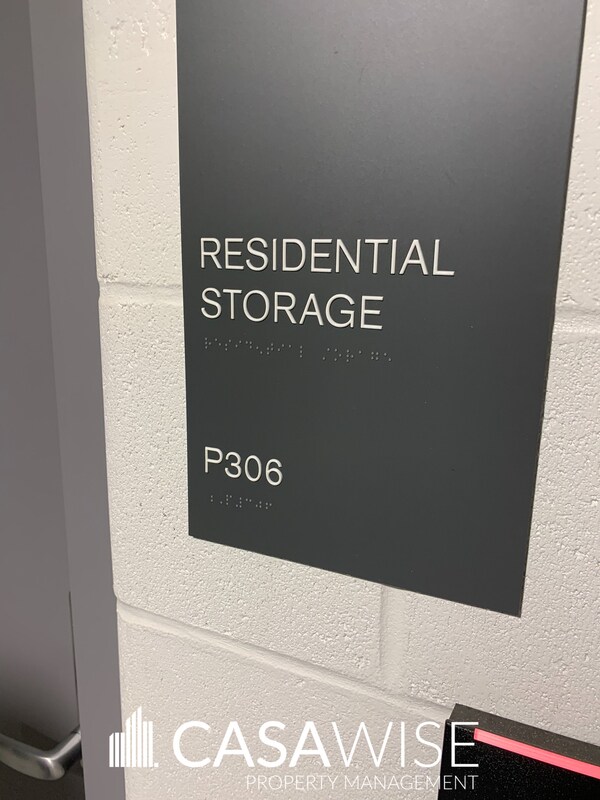 RESIDENTIAL
STORAGE
P306
CASAWISE
PROPERTY MANAGEMENT